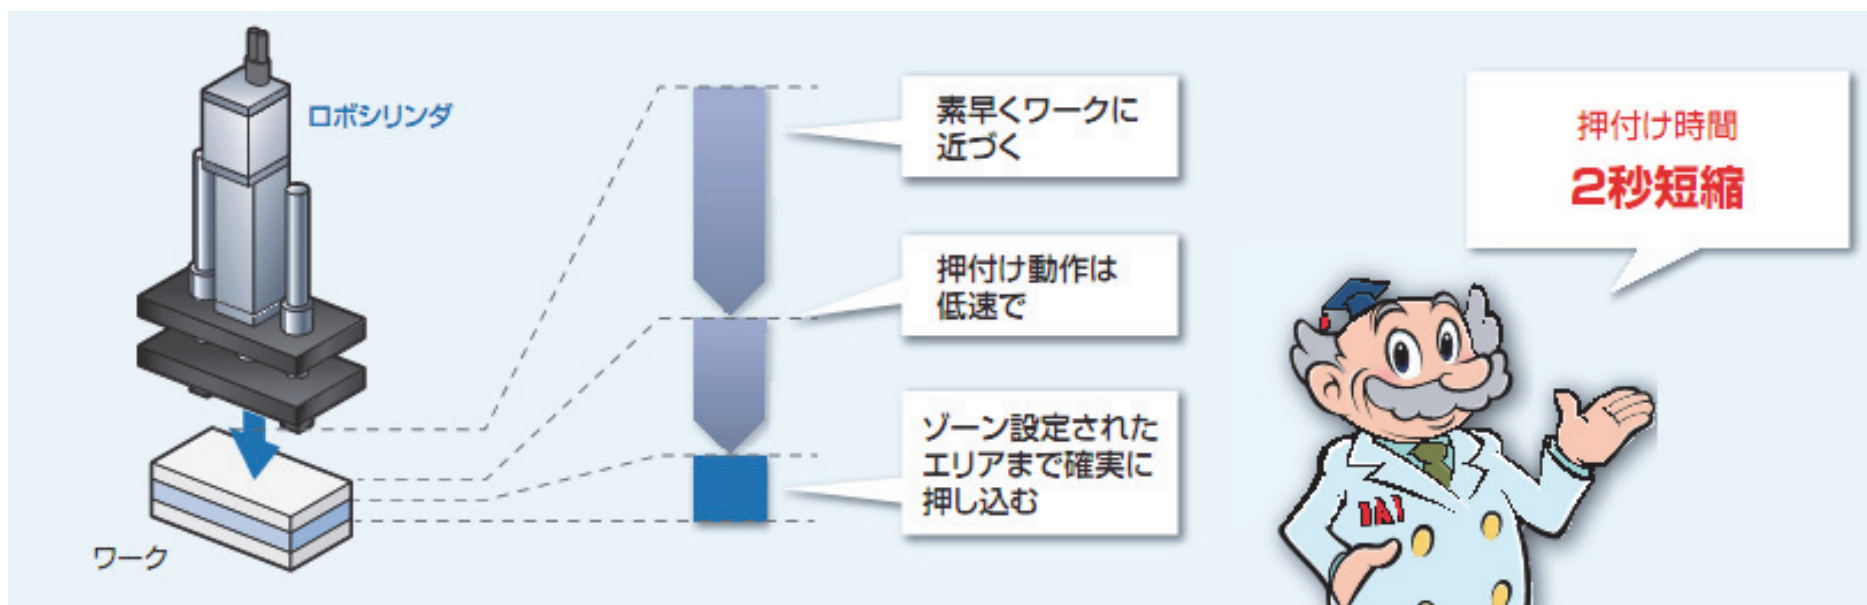 ロボシリンダ
ワーク
素早くワークに
近づく
押付け動作は
低速で
ゾーン設定された
エリアまで確実に
押し込む
押付け時間
2秒短縮
IAI